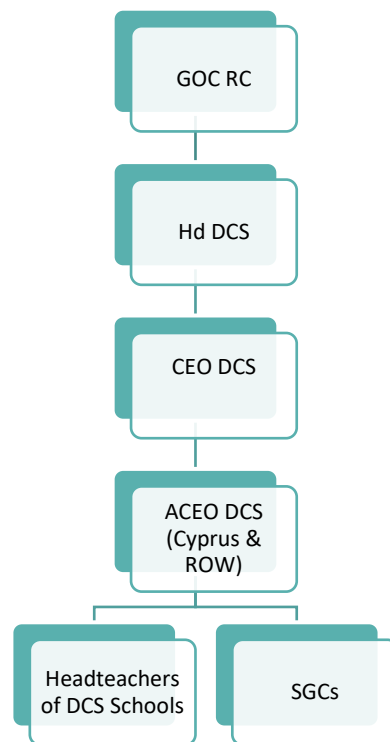 GOC RC
Hd DCS
CEO DCS
ACEO DCS
(Cyprus &
ROW)
Headteachers
of DCS Schools
SGCs